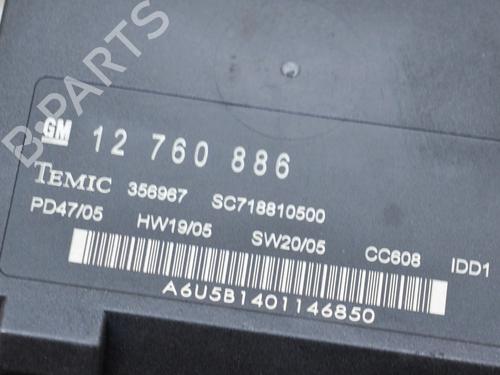 B-PARTS
GM 12 760 886
TEMIC 356967 SC718810500
PD47/05 HW19/05 SW20/05 CC608 IDD1
A6U5B1401146850